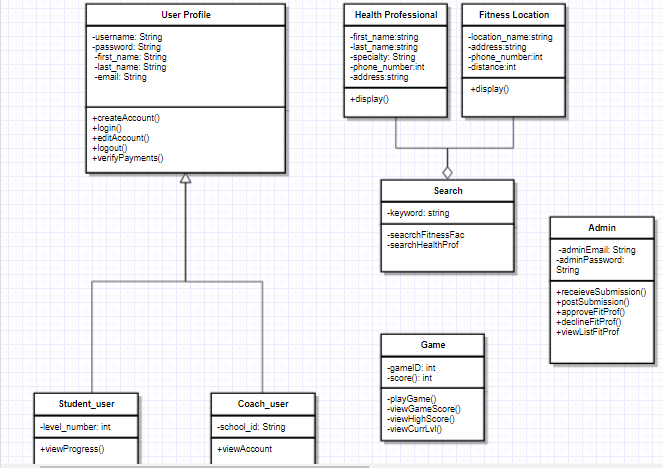 User Profile
-username: String
-password: String
-first_name: String
-last_name: String
-email: String
+createAccount()
+login()
+editAccount()
+logout()
+verifyPayments()
Health Professional
-first_name:string
-last_name:string
-specialty: String
-phone_number:int
-address:string
+display()
Fitness Location
-location_name:string
-address:string
-phone_number:int
-distance:int
+display()
Search
-keyword: string
-seacrchFitnessFac
-searchHealthProf
Admin
-adminEmail: String
-adminPassword:
String
+receieveSubmission()
+postSubmission()
+approveFitProf()
+declineFitProf()
+viewListFitProf
Game
-gameID: int
-score(): int
-playGame()
-viewGameScore()
-viewHighScore()
-viewCurrLvl()
Student_user
-level_number: int
+viewProgress()
Coach_user
-school_id: String
+viewAccount